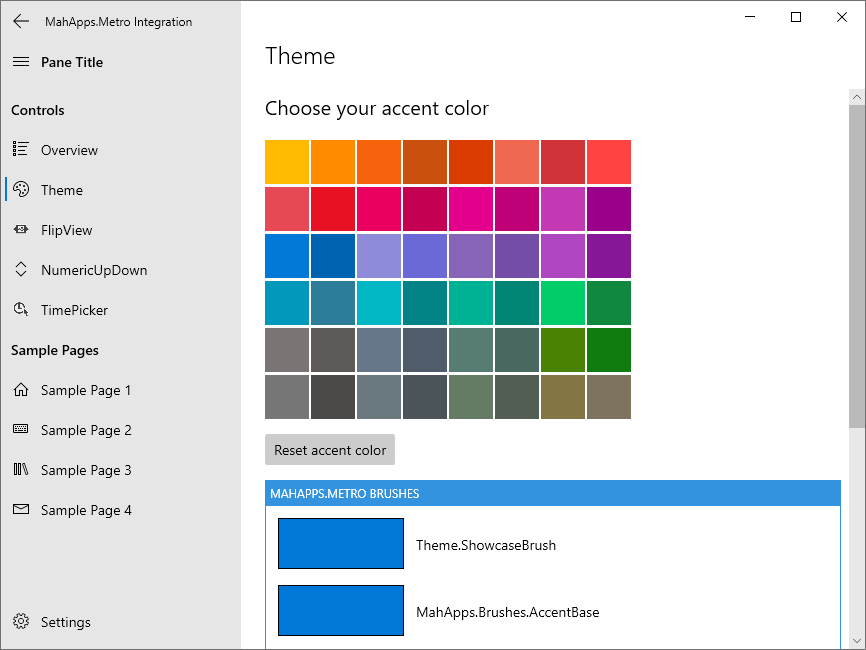 MahApps.Metro Integration
Pane Title
Controls
Overview
Theme
FlipView
NumericUpDown
TimePicker
Sample Pages
Sample Page 1
Sample Page 2
Sample Page 3
Sample Page 4
Settings
Theme
Choose your accent color
Reset accent color
MAHAPPS.METRO BRUSHES
Theme.ShowcaseBrush
MahApps.Brushes.AccentBase